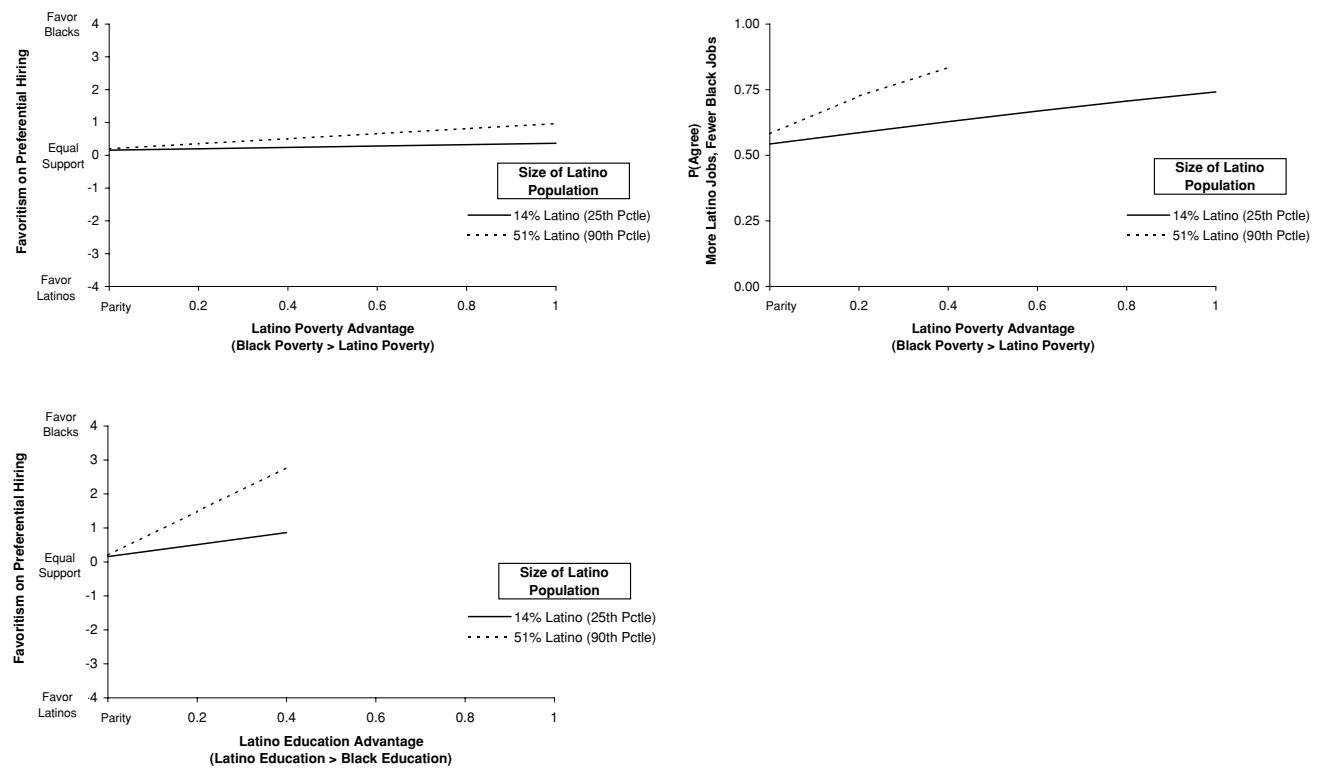 Favor
Blacks
4
3
2
1
Equal
Support
0
-1
-2
-3
Favor
Latinos
-4
Favoritism on Preferential Hiring
Parity
0.2
0.4
0.6
0.8
1
Latino Poverty Advantage
(Black Poverty > Latino Poverty)
Size of Latino
Population
14% Latino (25th Pctle)
51% Latino (90th Pctle)
P(Agree)
More Latino Jobs, Fewer Black Jobs
1.00
0.75
0.50
0.25
0.00
Parity
0.2
0.4
0.6
0.8
1
Latino Poverty Advantage
(Black Poverty > Latino Poverty)
Size of Latino
Population
14% Latino (25th Pctle)
51% Latino (90th Pctle)
Favor
Blacks
4
3
2
1
Equal
Support
0
-1
-2
-3
Favor
Latinos
-4
Favoritism on Preferential Hiring
Parity
0.2
0.4
0.6
0.8
1
Latino Education Advantage
(Latino Education > Black Education)
Size of Latino
Population
14% Latino (25th Pctle)
51% Latino (90th Pctle)